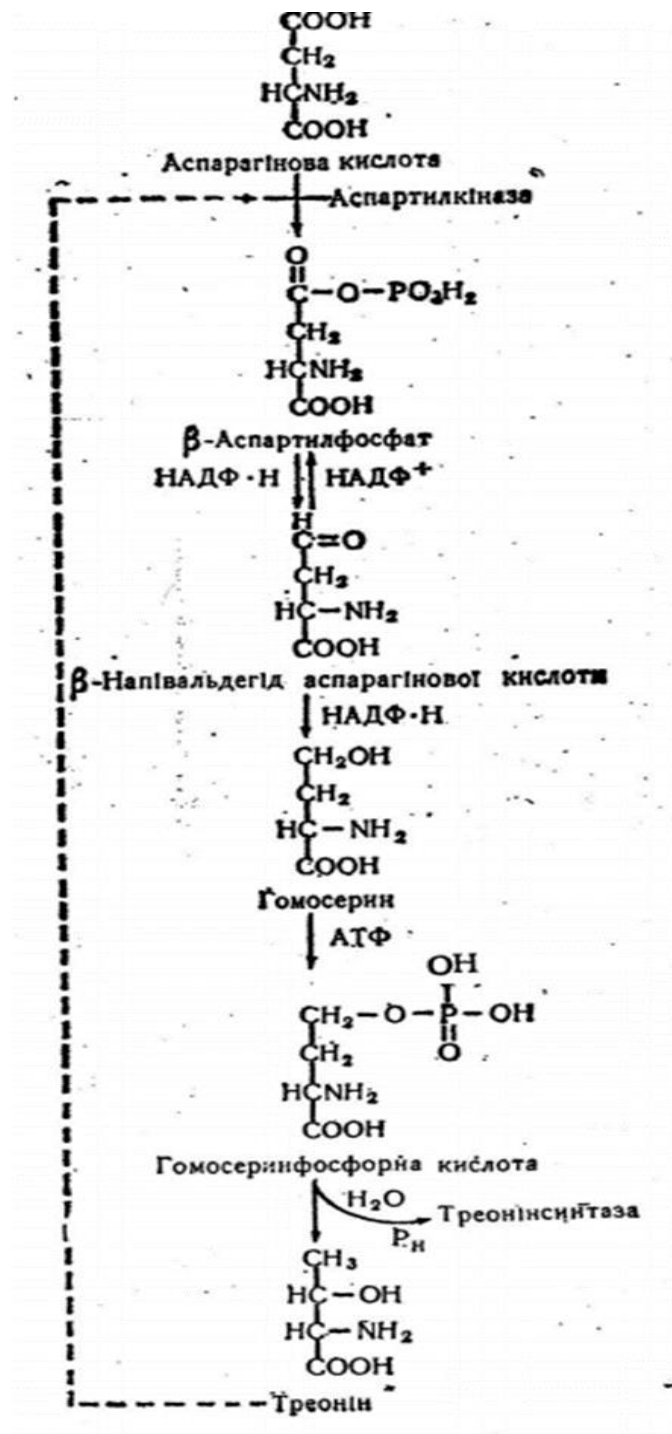 COOH
CH₂
HCNH₂
COOH
Аспарагінова кислота
Аспартилкіназа
O
C—O—PO₃H₂
CH₂
HCNH₂
COOH
β-Аспартилфосфат
НАДФ·Н НАДФ⁺
H
C=O
CH₂
HC—NH₂
COOH
β-Напівальдегід аспарагінової кислоти
НАДФ·Н
CH₂OH
CH₂
HC—NH₂
COOH
Гомосерин
АТФ
OH
CH₂—O—P—OH
O
CH₂
HCNH₂
COOH
Гомосеринфосфорна кислота
H₂O
Треонінсинтаза
Pн
CH₃
HC—OH
HC—NH₂
COOH
Треонін